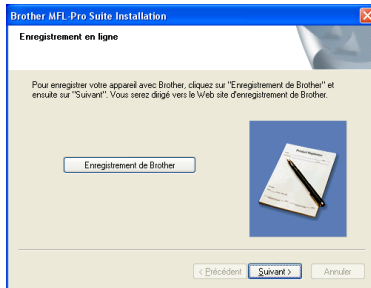 Brother MFL-Pro Suite Installation
Enregistrement en ligne
Pour enregistrer votre appareil avec Brother, cliquez sur "Enregistrement de Brother" et
ensuite sur "Suivant". Vous serez dirigé vers le Web site d'enregistrement de Brother.
Enregistrement de Brother
Product Registration
< Précédent
Suivant >
Annuler